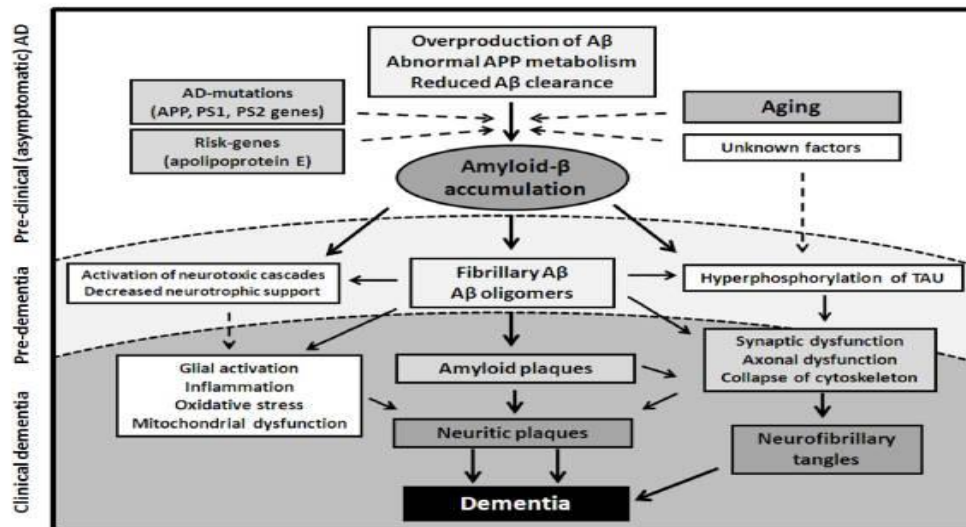 Pre-clinical (asymptomatic) AD
Pre-dementia
Clinical dementia
Overproduction of Aβ
Abnormal APP metabolism
Reduced Aβ clearance
AD-mutations
(APP, PS1, PS2 genes)
Risk-genes
(apolipoprotein E)
Aging
Unknown factors
Amyloid-β
accumulation
Activation of neurotoxic cascades
Decreased neurotrophic support
Fibrillary Aβ
Aβ oligomers
Hyperphosphorylation of TAU
Glial activation
Inflammation
Oxidative stress
Mitochondrial dysfunction
Amyloid plaques
Synaptic dysfunction
Axonal dysfunction
Collapse of cytoskeleton
Neuritic plaques
Neurofibrillary
tangles
Dementia